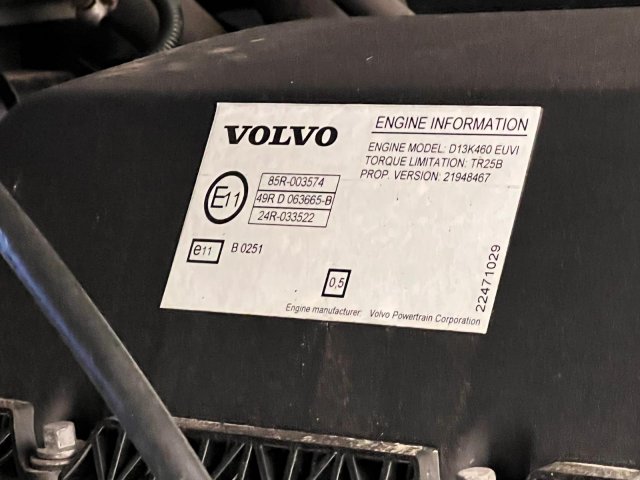 VOLVO
ENGINE INFORMATION
ENGINE MODEL: D13K460 EUVI
TORQUE LIMITATION: TR25B
PROP. VERSION: 21948467
E11
85R-003574
49R D 063665-B
24R-033522
e11 B 0251
0,5
22471029
Engine manufacturer: Volvo Powertrain Corporation